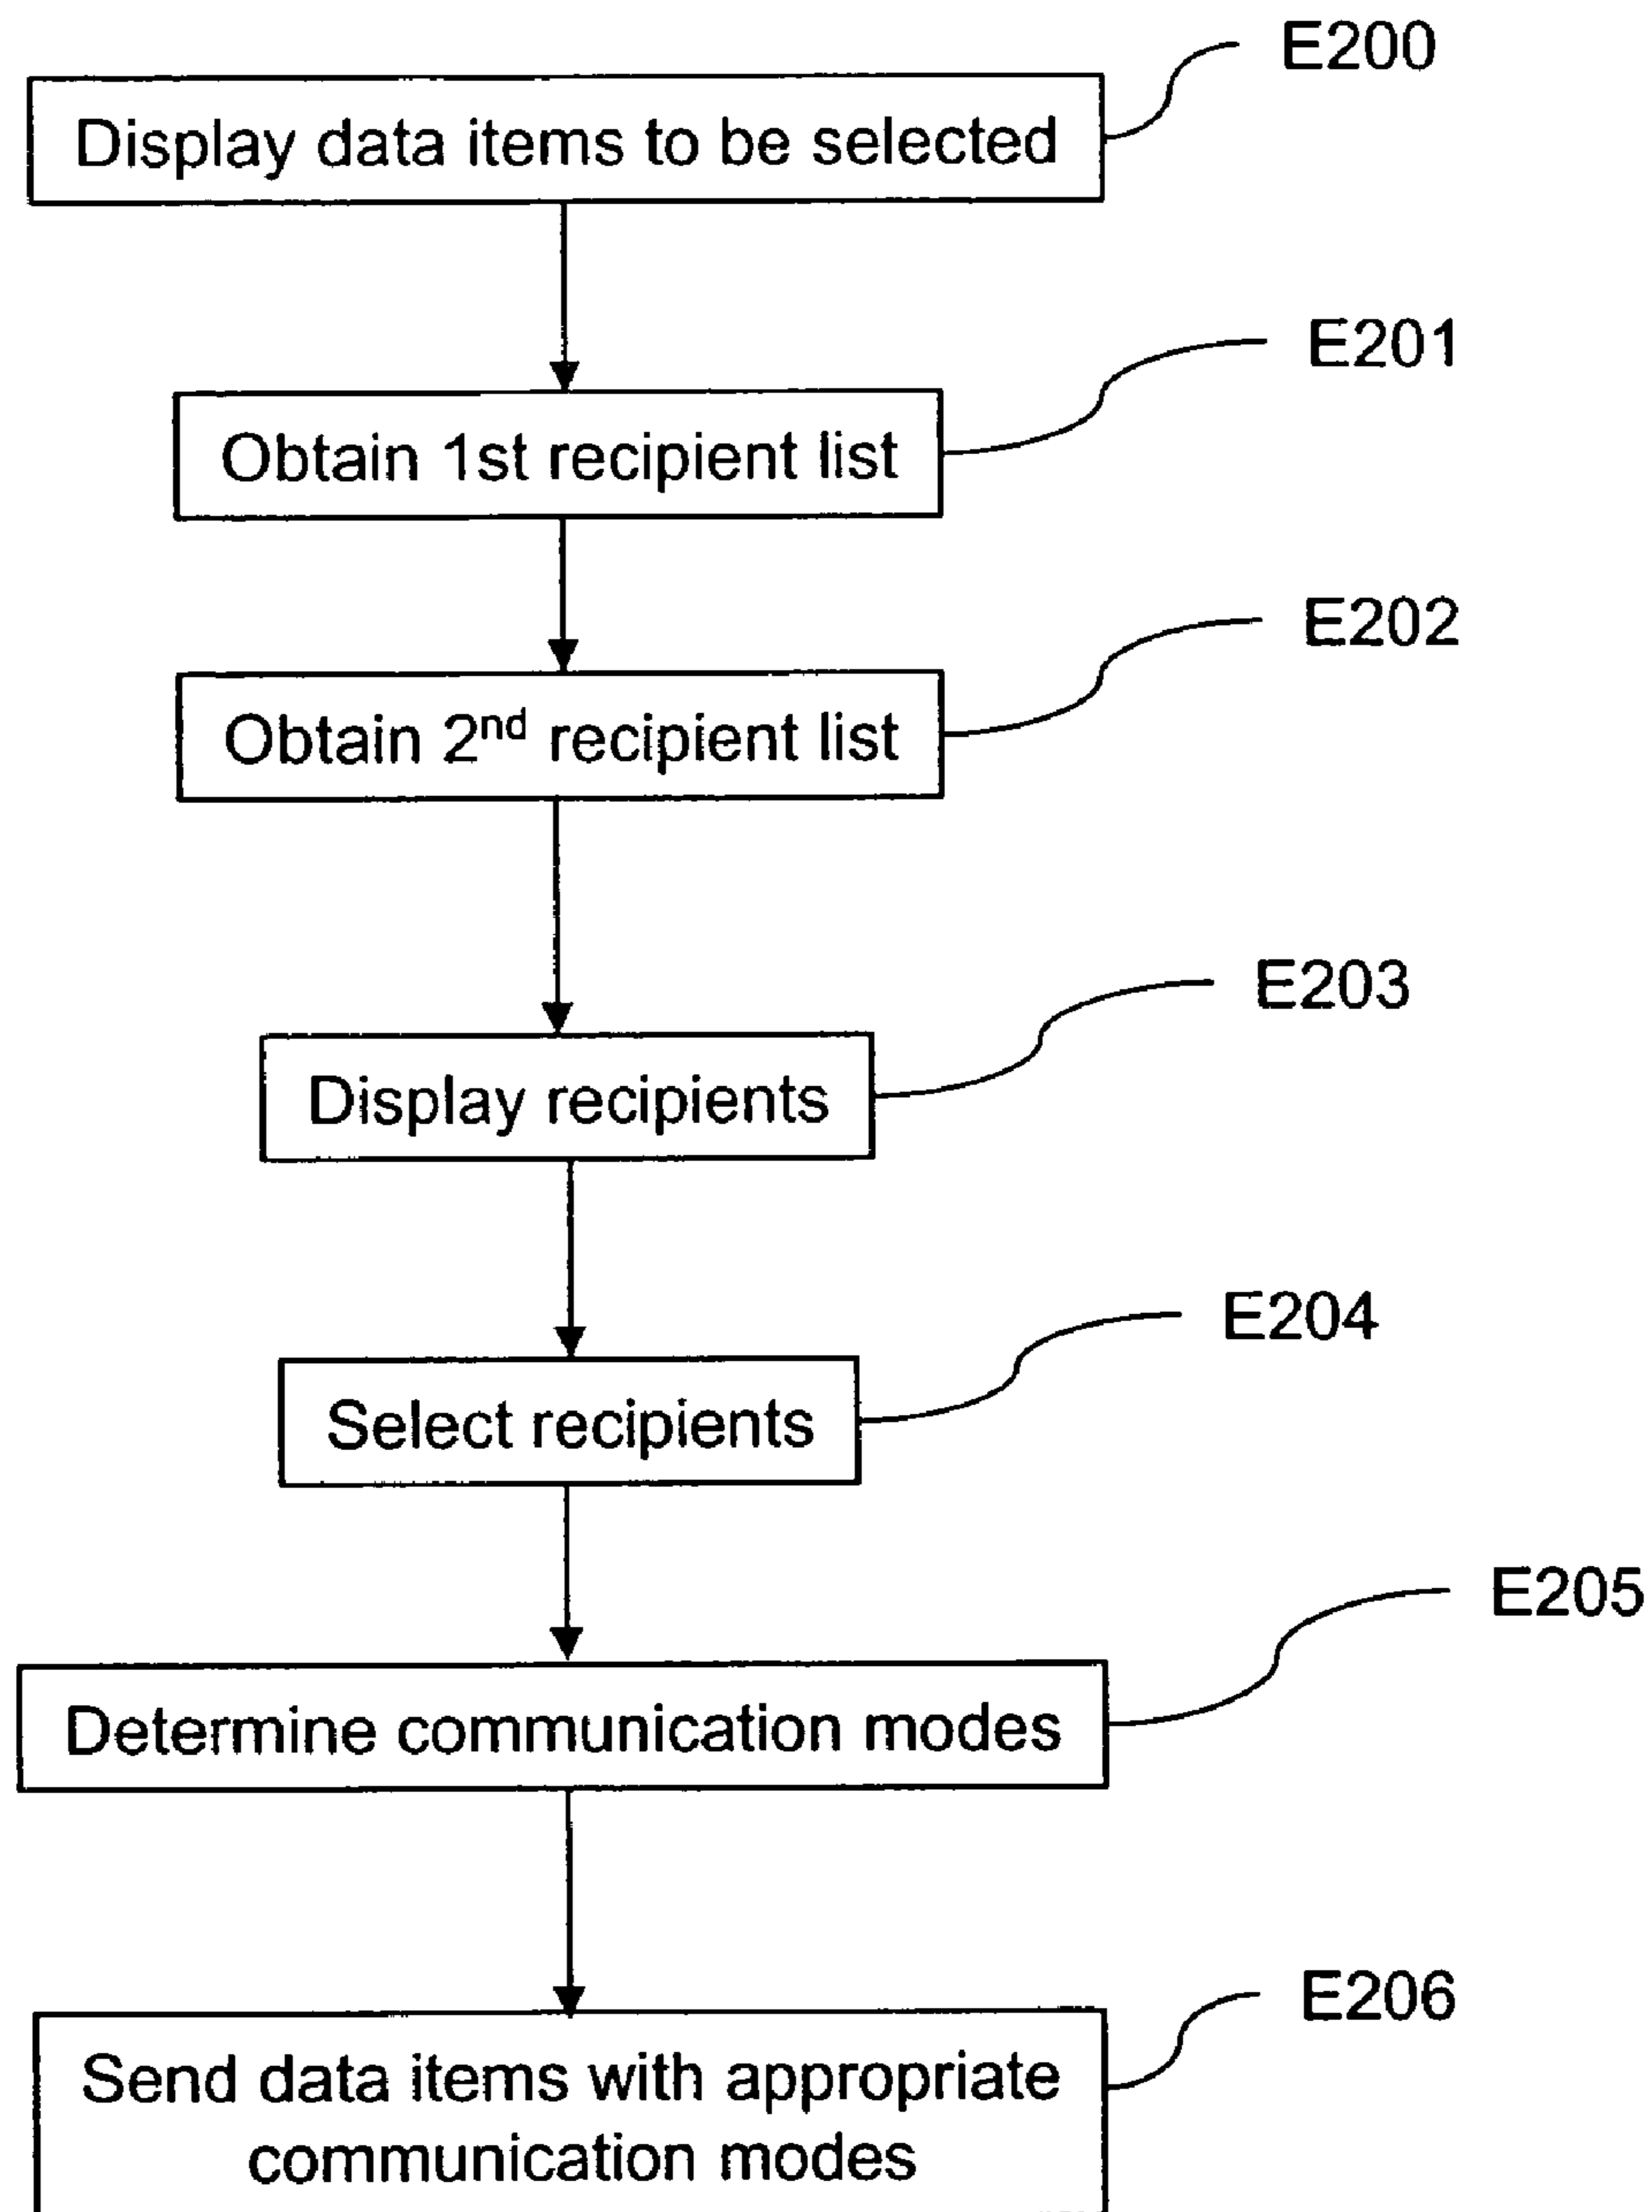 E200
Display data items to be selected
E201
Obtain 1st recipient list
E202
Obtain 2nd recipient list
E203
Display recipients
E204
Select recipients
E205
Determine communication modes
E206
Send data items with appropriate
communication modes